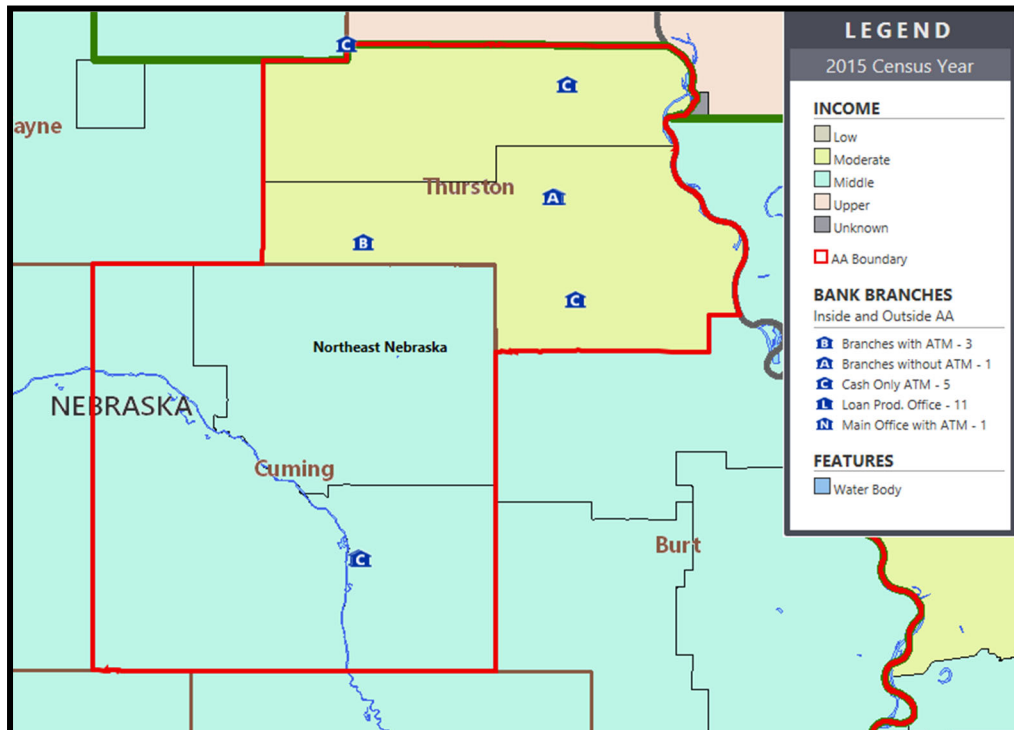 ayne
C
C
Thurston
A
B
C
Northeast Nebraska
NEBRASKA
Cuming
C
Burt
LEGEND
2015 Census Year
INCOME
Low
Moderate
Middle
Upper
Unknown
AA Boundary
BANK BRANCHES
Inside and Outside AA
B Branches with ATM - 3
A Branches without ATM - 1
C Cash Only ATM - 5
L Loan Prod. Office - 11
N Main Office with ATM - 1
FEATURES
Water Body